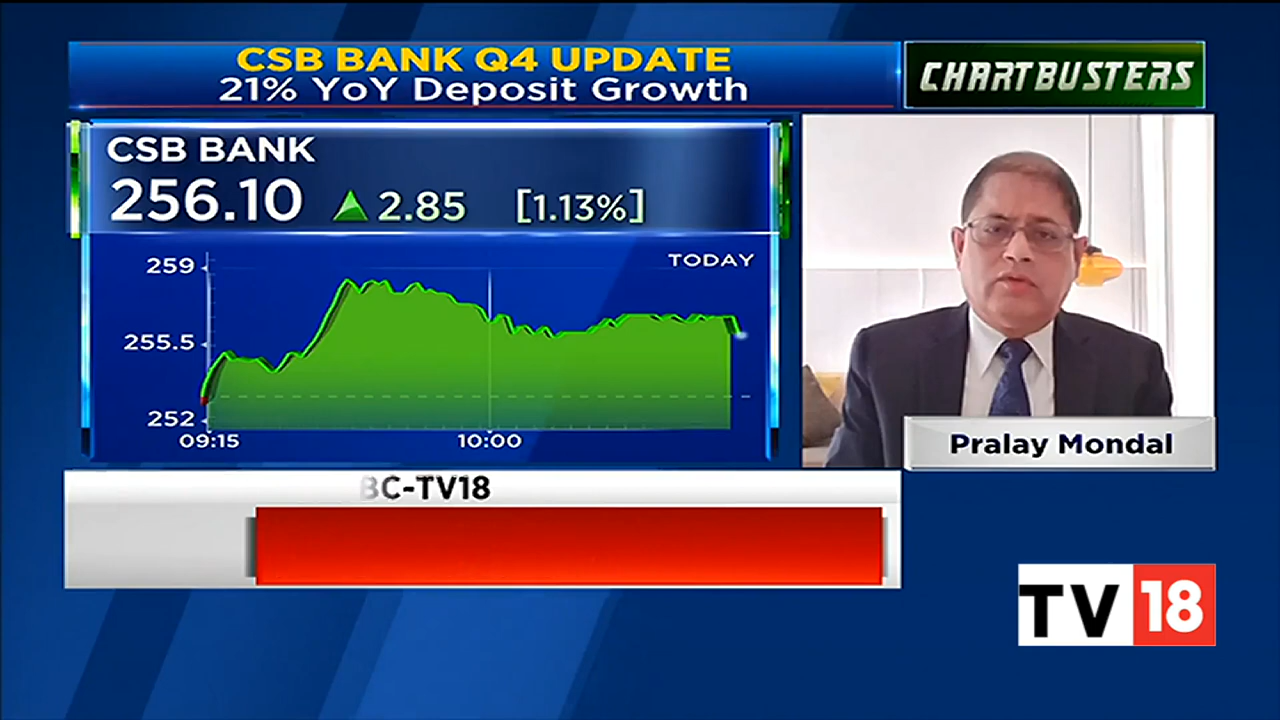 CSB BANK Q4 UPDATE
21% YoY Deposit Growth
CHARTBUSTERS
CSB BANK
256.10 ▲ 2.85 [1.13%]
TODAY
259
255.5
252
09:15 10:00
Pralay Mondal
BC-TV18
TV18